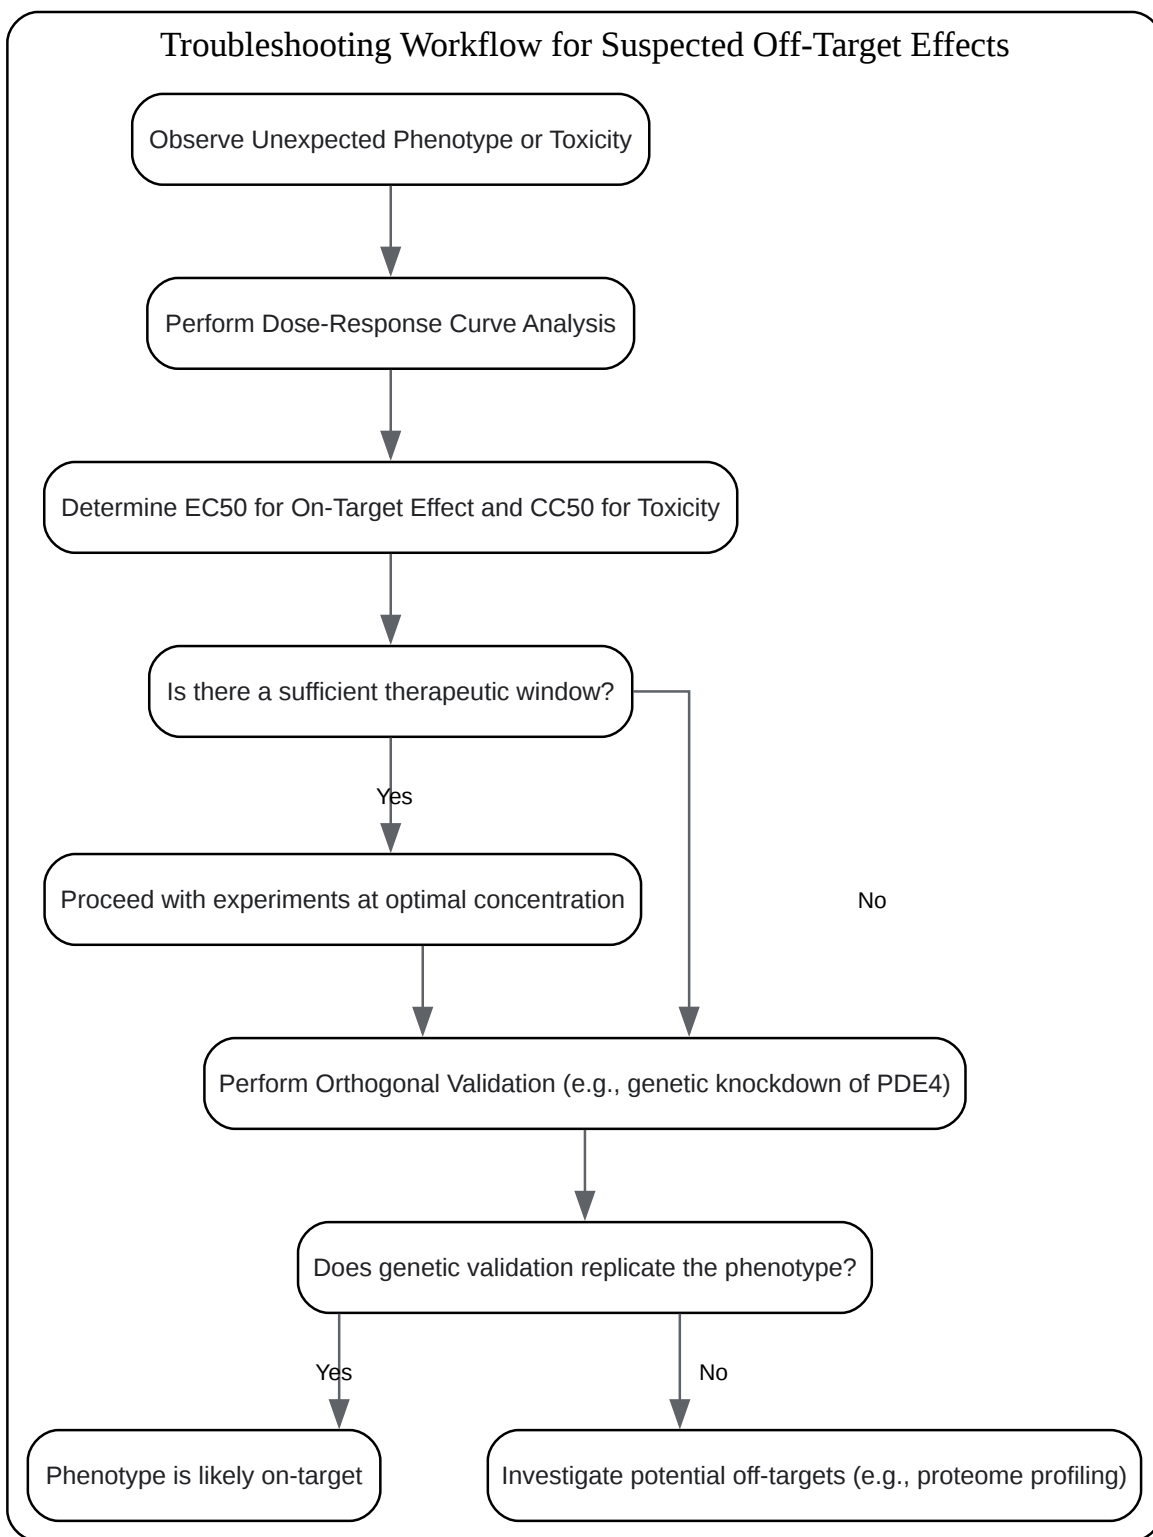 Troubleshooting Workflow for Suspected Off-Target Effects
Observe Unexpected Phenotype or Toxicity
Perform Dose-Response Curve Analysis
Determine EC50 for On-Target Effect and CC50 for Toxicity
Is there a sufficient therapeutic window?
Yes
Proceed with experiments at optimal concentration
No
Perform Orthogonal Validation (e.g., genetic knockdown of PDE4)
Does genetic validation replicate the phenotype?
Yes
No
Phenotype is likely on-target
Investigate potential off-targets (e.g., proteome profiling)